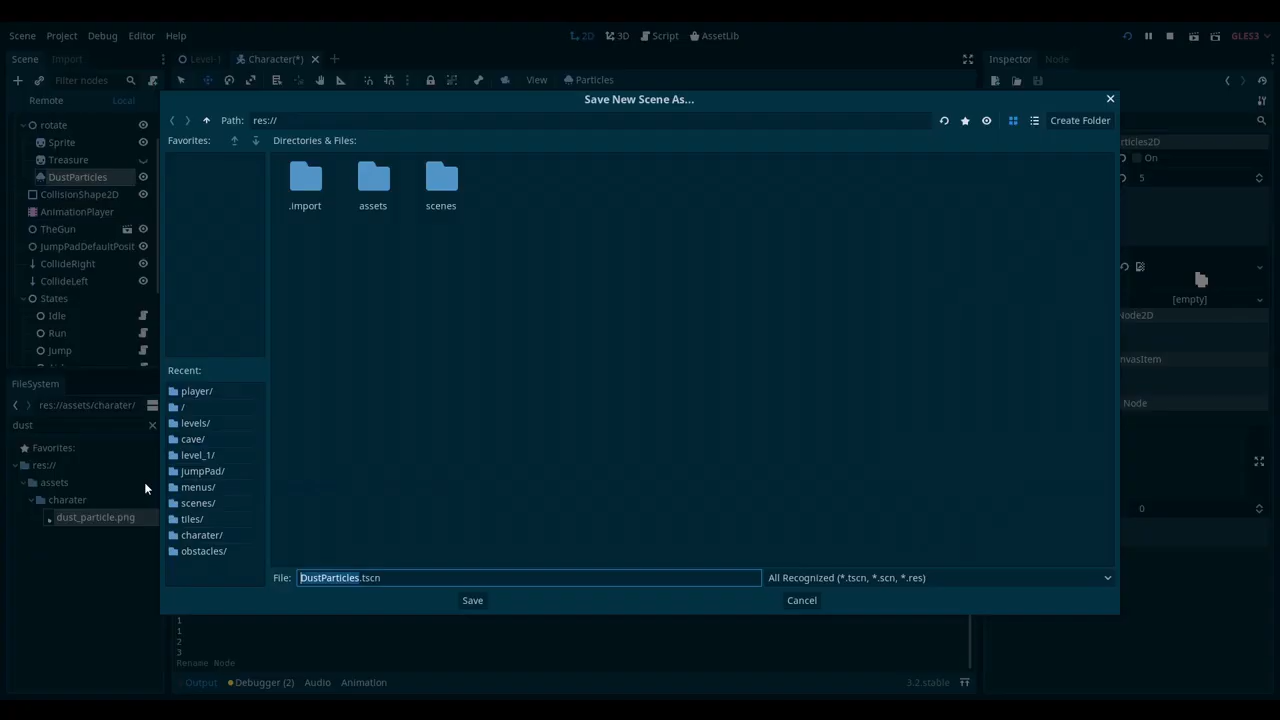 Scene Project Debug Editor Help
2D 3D Script AssetLib
GLES3
Scene Import
Level-1 Character(*)
Inspector Node
Filter nodes
View Particles
Remote Local
Save New Scene As...
Path: res://
Create Folder
Favorites:
Directories & Files:
rotate
Sprite
Treasure
DustParticles
CollisionShape2D
AnimationPlayer
TheGun
JumpPadDefaultPosit
CollideRight
CollideLeft
States
Idle
Run
Jump
.import
assets
scenes
Recent:
player/
/
levels/
cave/
level_1/
jumpPad/
menus/
scenes/
tiles/
charater/
obstacles/
rticles2D
On
5
[empty]
Node2D
nvasItem
Node
0
FileSystem
res://assets/charater/
dust
Favorites:
res://
assets
charater
dust_particle.png
File: DustParticles.tscn
All Recognized (*.tscn, *.scn, *.res)
Save
Cancel
1
1
2
3
Rename Node
Output Debugger (2) Audio Animation
3.2.stable